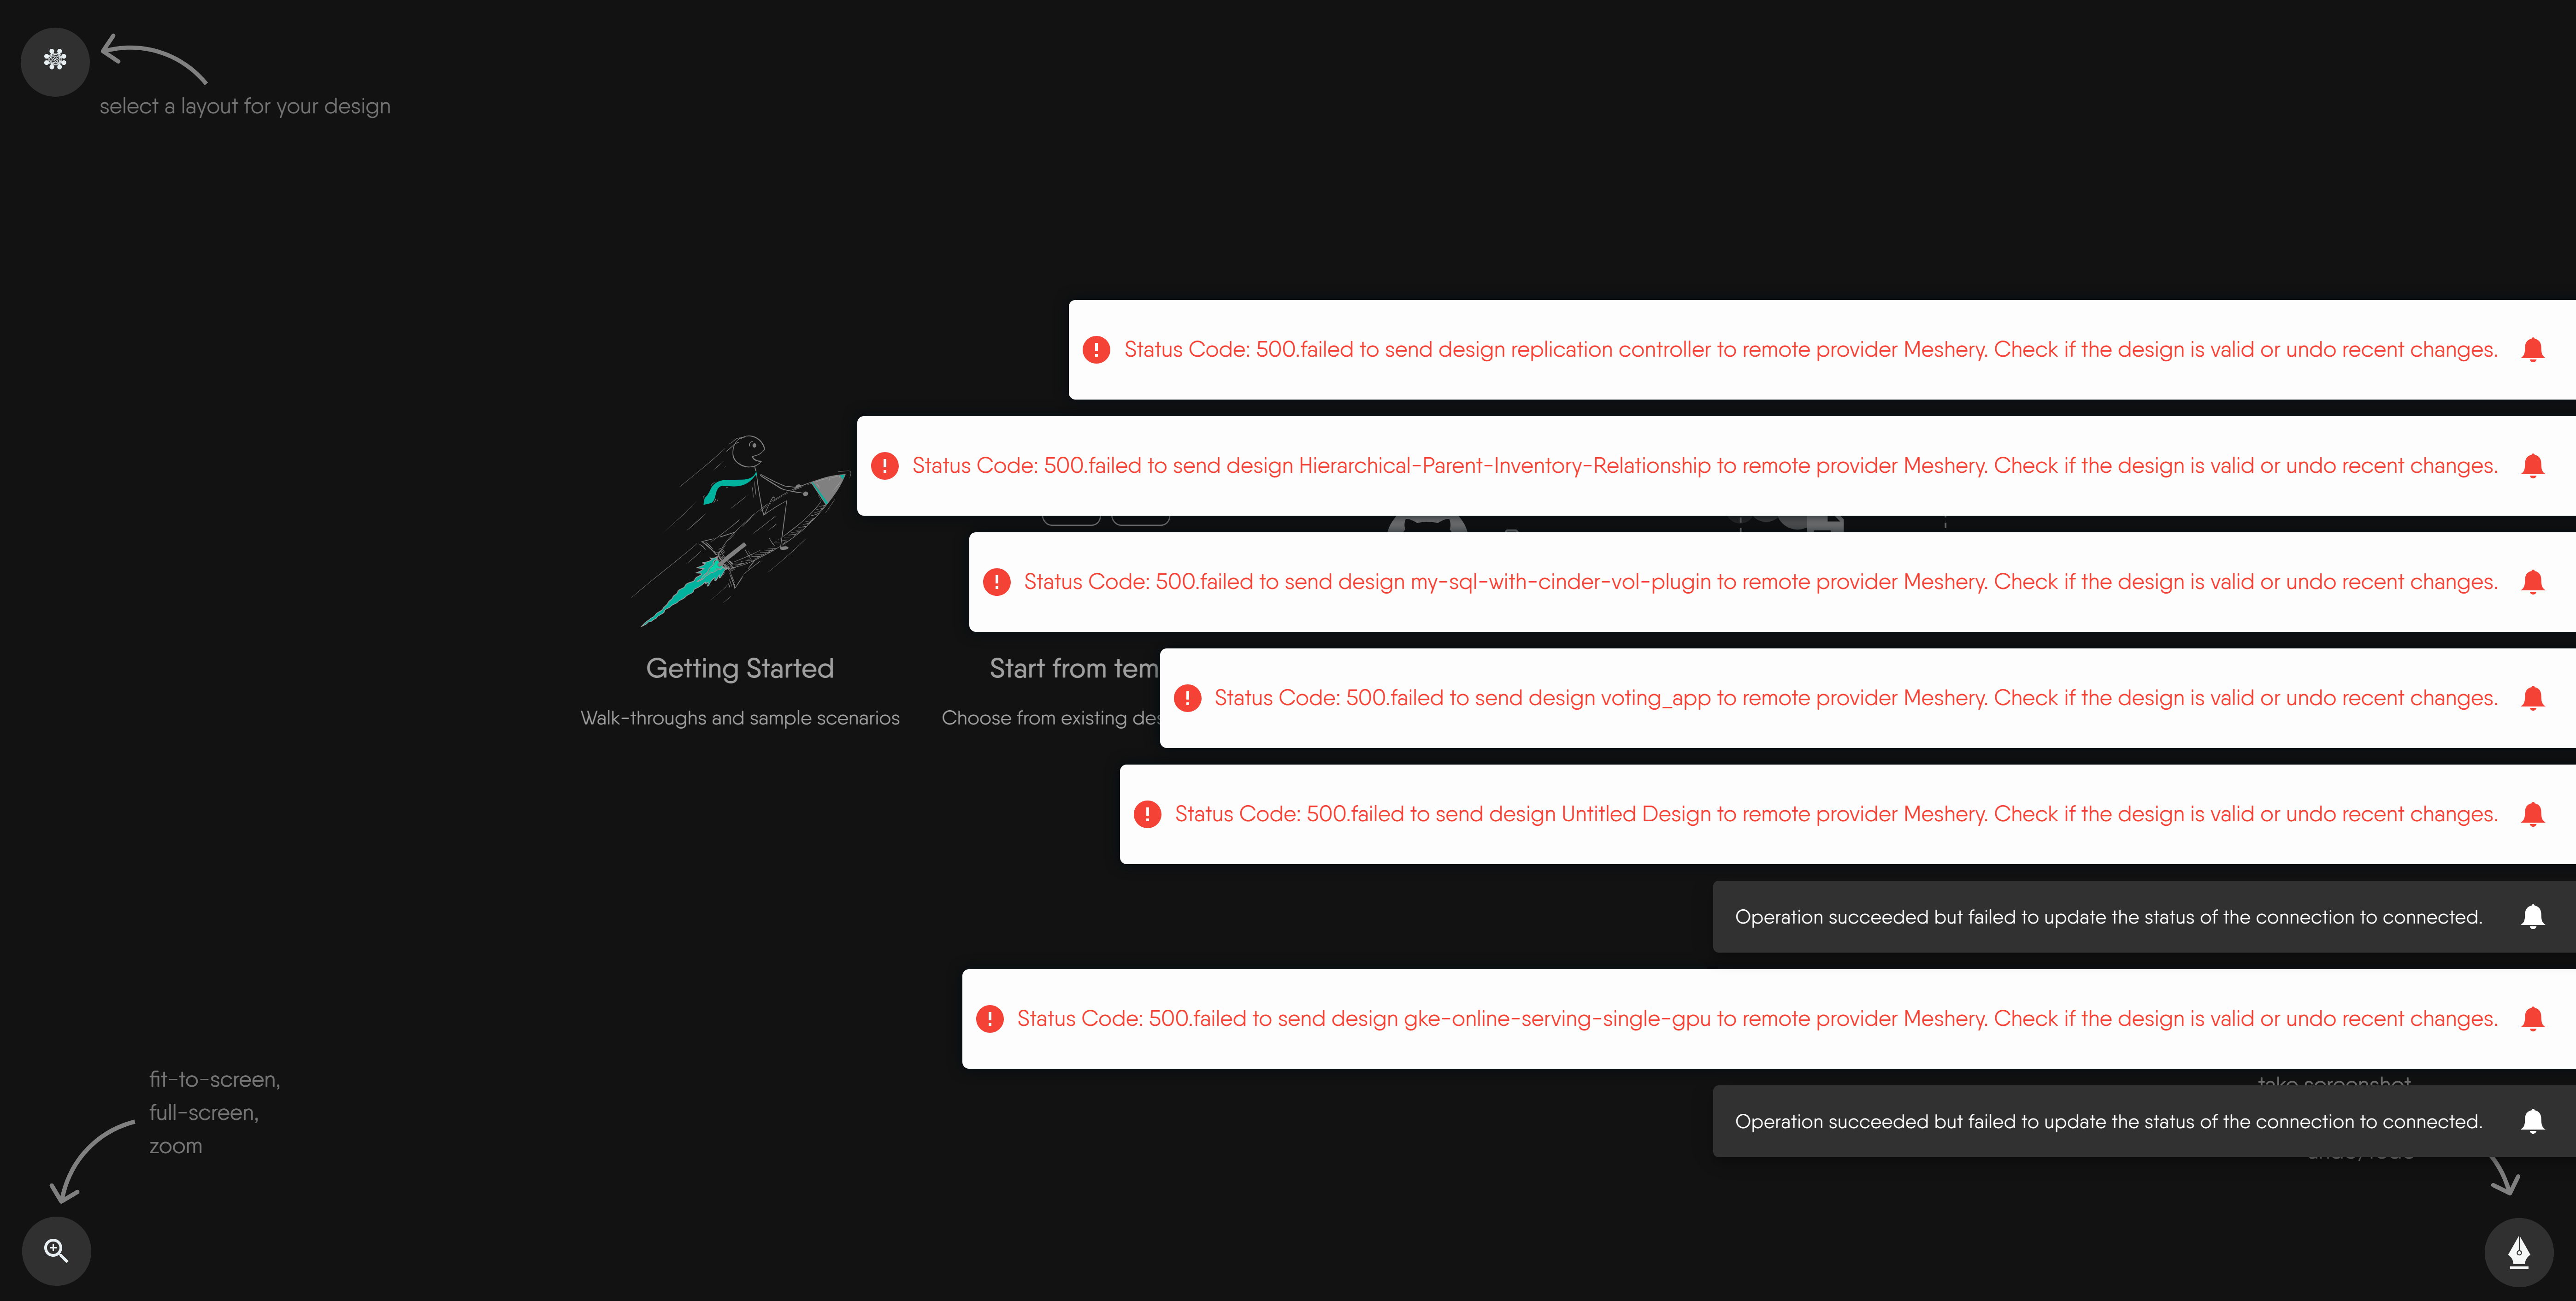 select a layout for your design
Status Code: 500.failed to send design replication controller to remote provider Meshery. Check if the design is valid or undo recent changes.
Status Code: 500.failed to send design Hierarchical-Parent-Inventory-Relationship to remote provider Meshery. Check if the design is valid or undo recent changes.
Status Code: 500.failed to send design my-sql-with-cinder-vol-plugin to remote provider Meshery. Check if the design is valid or undo recent changes.
Getting Started
Start from tem
Walk-throughs and sample scenarios
Choose from existing des
Status Code: 500.failed to send design voting_app to remote provider Meshery. Check if the design is valid or undo recent changes.
Status Code: 500.failed to send design Untitled Design to remote provider Meshery. Check if the design is valid or undo recent changes.
Operation succeeded but failed to update the status of the connection to connected.
Status Code: 500.failed to send design gke-online-serving-single-gpu to remote provider Meshery. Check if the design is valid or undo recent changes.
fit-to-screen,
full-screen,
zoom
take screenshot
Operation succeeded but failed to update the status of the connection to connected.